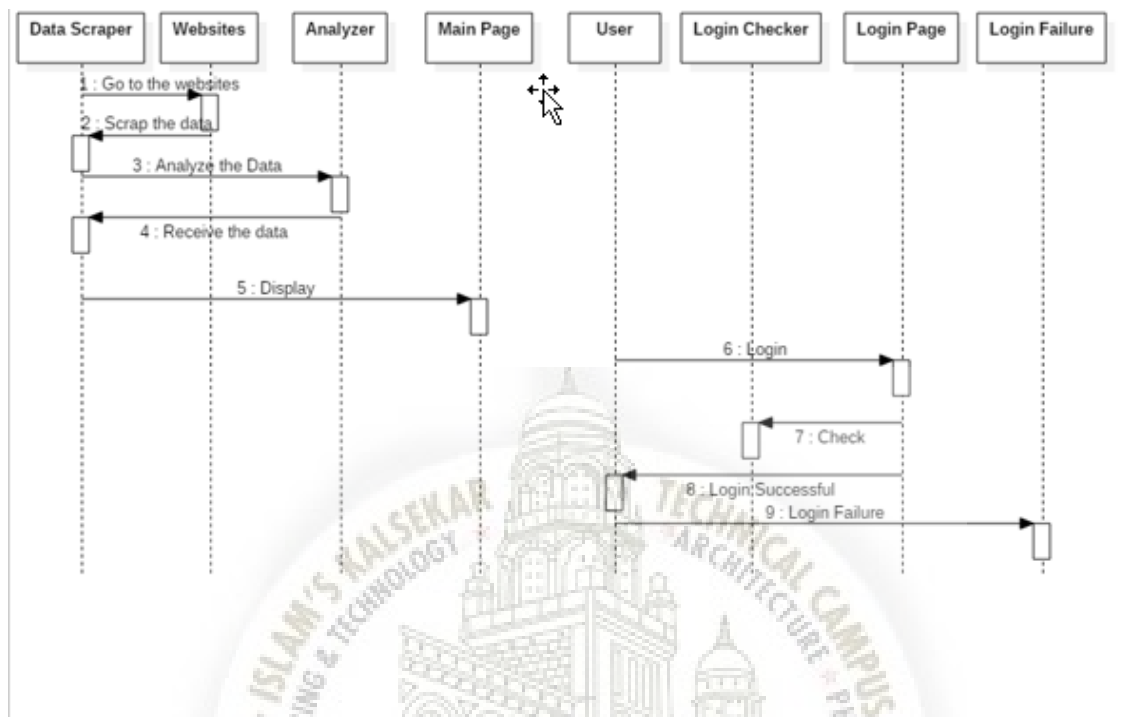 Data Scraper
Websites
Analyzer
Main Page
User
Login Checker
Login Page
Login Failure
1 : Go to the websites
2 : Scrap the data
3 : Analyze the Data
4 : Receive the data
5 : Display
6 : Login
7 : Check
8 : Login Successful
9 : Login Failure
ISLAM'S KALSEKAR TECHNICAL CAMPUS
& TECHNOLOGY
ARCHITECTURE